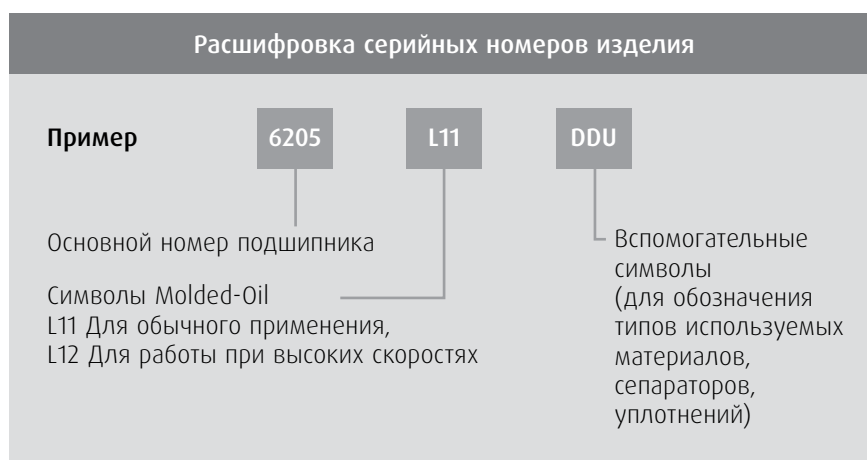 Расшифровка серийных номеров изделия
Пример 6205 L11 DDU
Основной номер подшипника
Символы Molded-Oil
L11 Для обычного применения,
L12 Для работы при высоких скоростях
Вспомогательные
символы
(для обозначения
типов используемых
материалов,
сепараторов,
уплотнений)